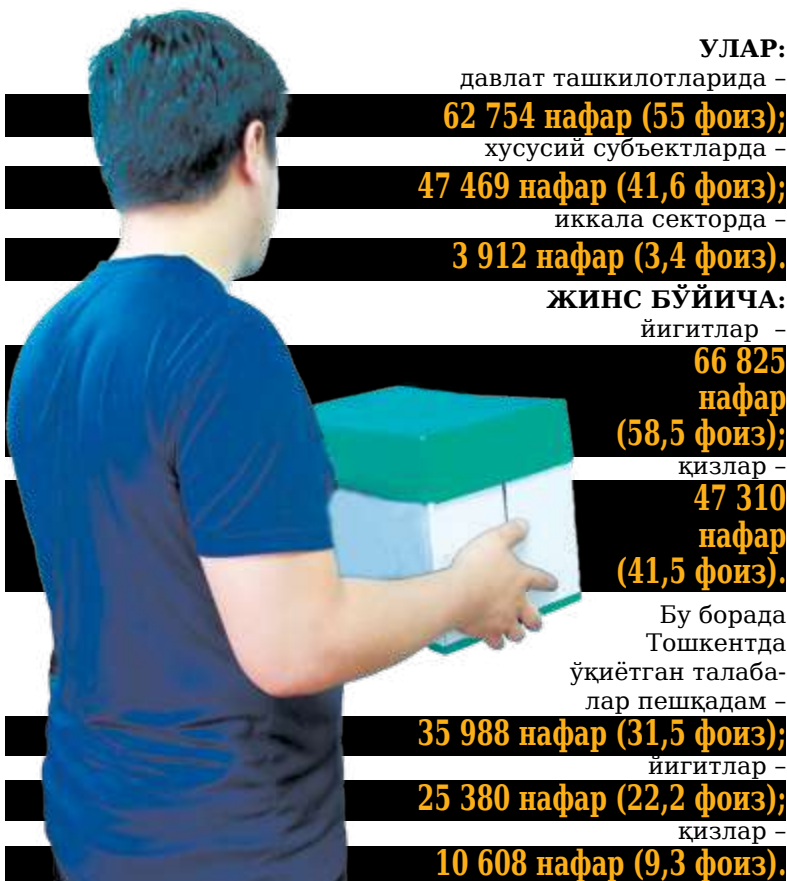 УЛАР:
давлат ташкилотларида –
62 754 нафар (55 фоиз);
хусусий субъектларда –
47 469 нафар (41,6 фоиз);
иккала секторда –
3 912 нафар (3,4 фоиз).
ЖИНС БЎЙИЧА:
йигитлар –
66 825
нафар
(58,5 фоиз);
қизлар –
47 310
нафар
(41,5 фоиз).
Бу борада
Тошкентда
ўқиётган талаба-
лар пешқадам –
35 988 нафар (31,5 фоиз);
йигитлар –
25 380 нафар (22,2 фоиз);
қизлар –
10 608 нафар (9,3 фоиз).